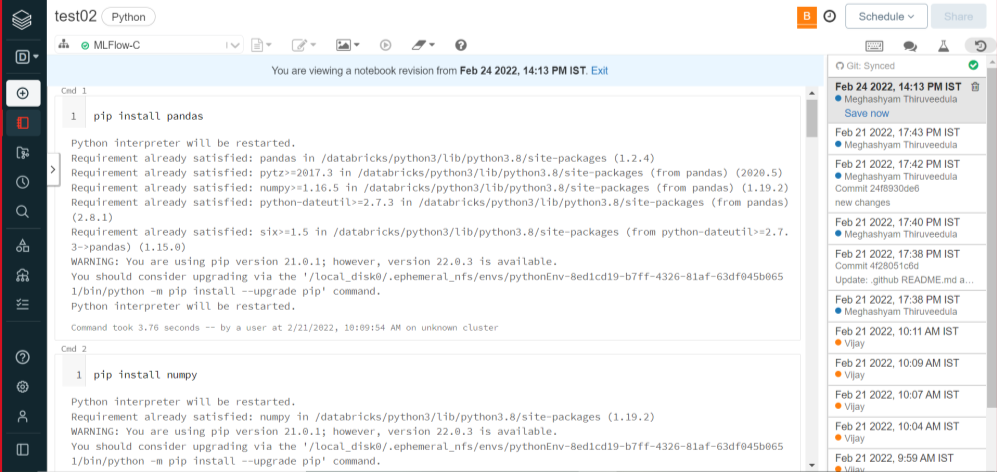 test02 Python
B Schedule Share
D
MLFlow-C
You are viewing a notebook revision from Feb 24 2022, 14:13 PM IST. Exit
Cmd 1
1 pip install pandas
Python interpreter will be restarted.
Requirement already satisfied: pandas in /databricks/python3/lib/python3.8/site-packages (1.2.4)
Requirement already satisfied: pytz>=2017.3 in /databricks/python3/lib/python3.8/site-packages (from pandas) (2020.5)
Requirement already satisfied: numpy>=1.16.5 in /databricks/python3/lib/python3.8/site-packages (from pandas) (1.19.2)
Requirement already satisfied: python-dateutil>=2.7.3 in /databricks/python3/lib/python3.8/site-packages (from pandas)
(2.8.1)
Requirement already satisfied: six>=1.5 in /databricks/python3/lib/python3.8/site-packages (from python-dateutil>=2.7.
3->pandas) (1.15.0)
WARNING: You are using pip version 21.0.1; however, version 22.0.3 is available.
You should consider upgrading via the '/local_disk0/.ephemeral_nfs/envs/pythonEnv-8ed1cd19-b7ff-4326-81af-63df045b065
1/bin/python -m pip install --upgrade pip' command.
Python interpreter will be restarted.
Command took 3.76 seconds -- by a user at 2/21/2022, 10:09:54 AM on unknown cluster
Cmd 2
1 pip install numpy
Python interpreter will be restarted.
Requirement already satisfied: numpy in /databricks/python3/lib/python3.8/site-packages (1.19.2)
WARNING: You are using pip version 21.0.1; however, version 22.0.3 is available.
You should consider upgrading via the '/local_disk0/.ephemeral_nfs/envs/pythonEnv-8ed1cd19-b7ff-4326-81af-63df045b065
1/bin/python -m pip install --upgrade pip' command.
Git: Synced
Feb 24 2022, 14:13 PM IST
Meghashyam Thiruveedula
Save now
Feb 21 2022, 17:43 PM IST
Meghashyam Thiruveedula
Feb 21 2022, 17:42 PM IST
Meghashyam Thiruveedula
Commit 24f8930de6
new changes
Feb 21 2022, 17:40 PM IST
Meghashyam Thiruveedula
Feb 21 2022, 17:38 PM IST
Commit 4f28051c6d
Update: .github README.md a...
Feb 21 2022, 17:38 PM IST
Meghashyam Thiruveedula
Feb 21 2022, 10:11 AM IST
Vijay
Feb 21 2022, 10:09 AM IST
Vijay
Feb 21 2022, 10:07 AM IST
Vijay
Feb 21 2022, 10:04 AM IST
Vijay
Feb 21 2022, 9:59 AM IST
Vijay